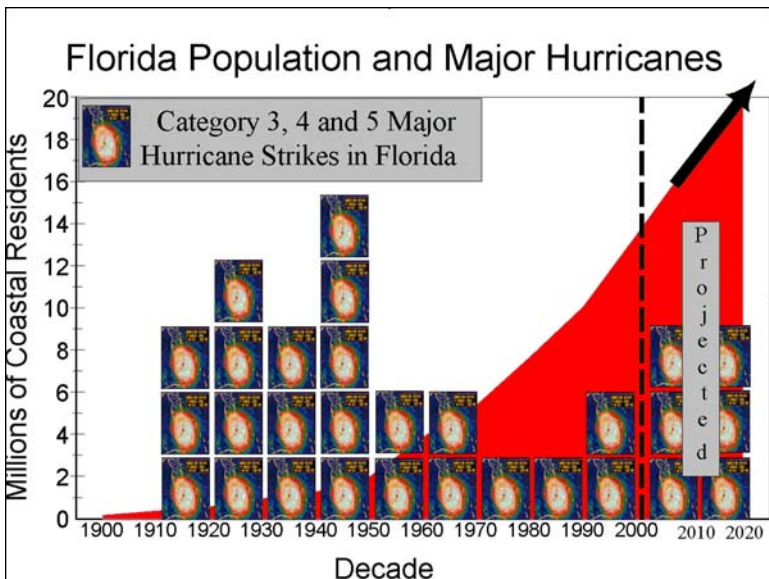 Florida Population and Major Hurricanes
Category 3, 4 and 5 Major
Hurricane Strikes in Florida
Millions of Coastal Residents
20
18
16
14
12
10
8
6
4
2
0
Projected
1900 1910 1920 1930 1940 1950 1960 1970 1980 1990 2000 2010 2020
Decade